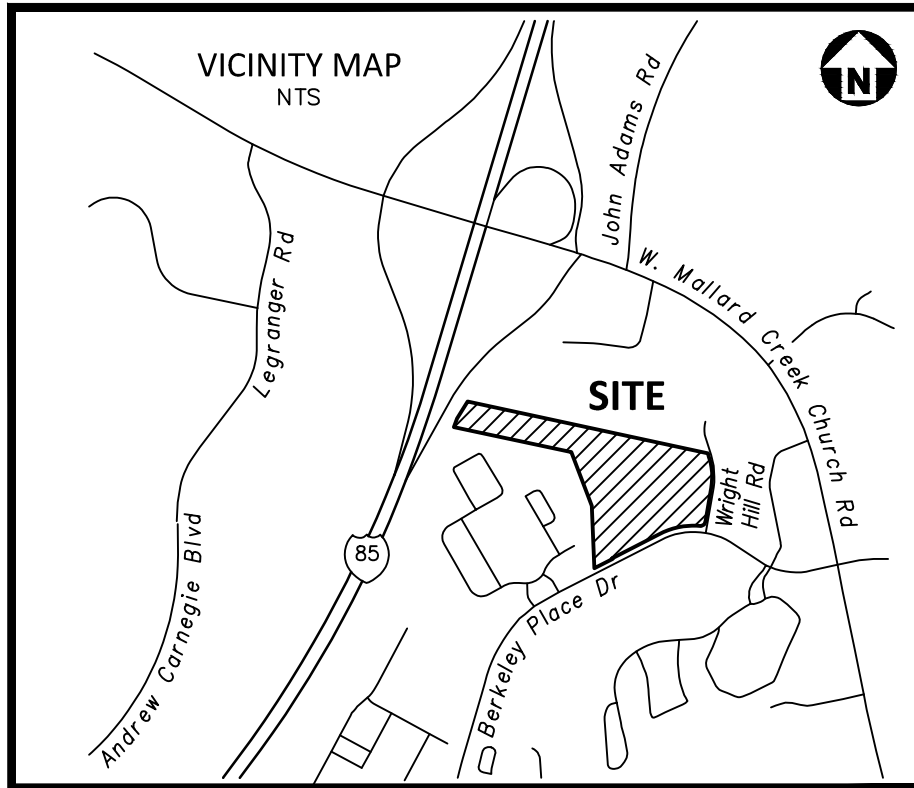 VICINITY MAP
NTS
N
John Adams Rd
W. Mallard Creek Church Rd
Legranger Rd
SITE
Wright
Hill Rd
85
Andrew Carnegie Blvd
Berkeley Place Dr